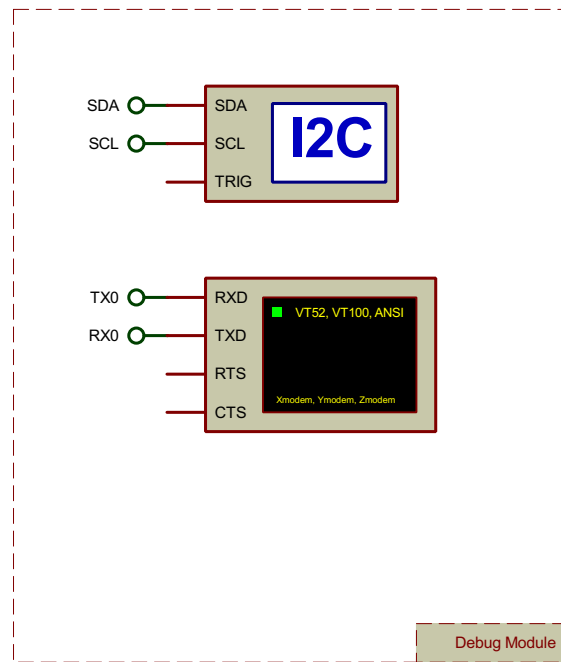 SDA SDA I2C
SCL SCL
TRIG
TX0 RXD VT52, VT100, ANSI
RX0 TXD
RTS
Xmodem, Ymodem, Zmodem
CTS
Debug Module